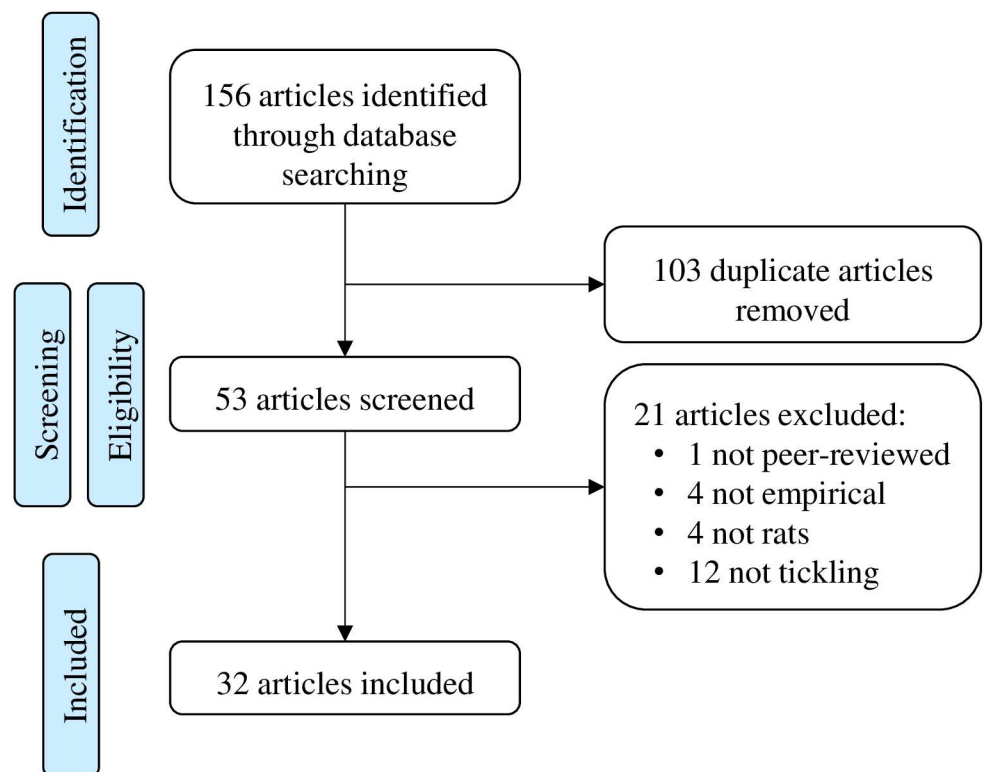 Identification
156 articles identified
through database
searching
103 duplicate articles
removed
Screening
Eligibility
53 articles screened
21 articles excluded:
• 1 not peer-reviewed
• 4 not empirical
• 4 not rats
• 12 not tickling
Included
32 articles included